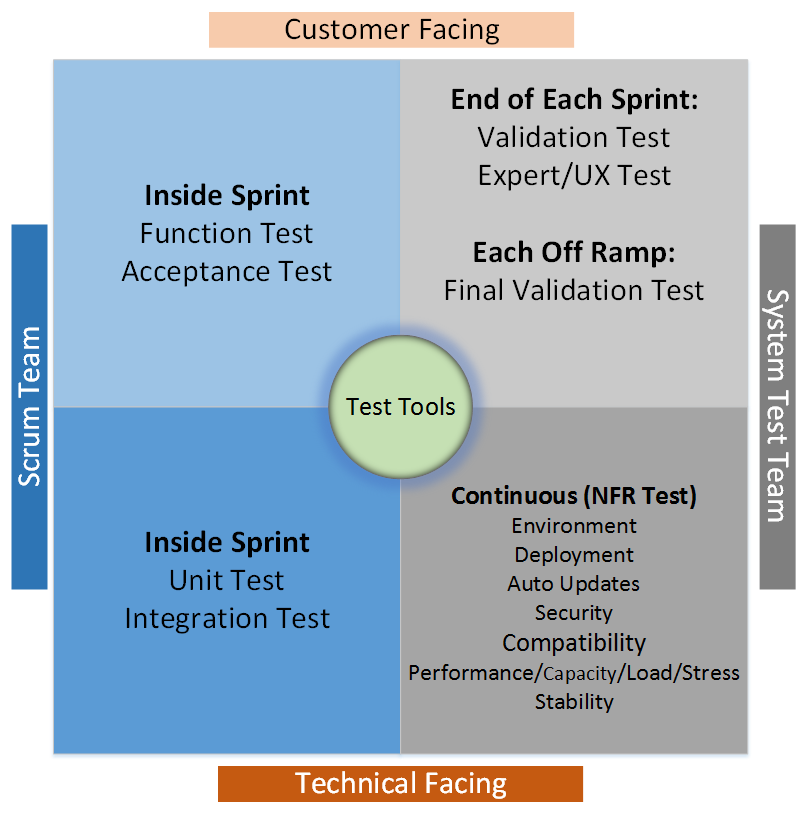 Customer Facing
Inside Sprint
Function Test
Acceptance Test
End of Each Sprint:
Validation Test
Expert/UX Test
Each Off Ramp:
Final Validation Test
Scrum Team
Test Tools
System Test Team
Inside Sprint
Unit Test
Integration Test
Continuous (NFR Test)
Environment
Deployment
Auto Updates
Security
Compatibility
Performance/Capacity/Load/Stress
Stability
Technical Facing